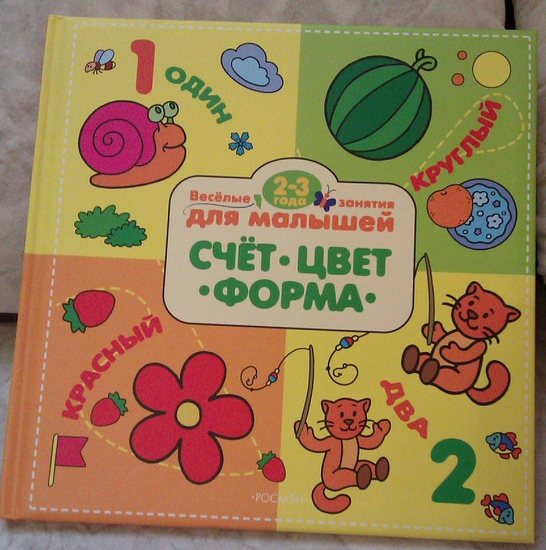 1
ОДИН
КРУГЛЫЙ
2-3
года
Весёлые занятия
для малышей
СЧЁТ · ЦВЕТ
· ФОРМА ·
КРАСНЫЙ
ДВА
2
·РОСМЭН·